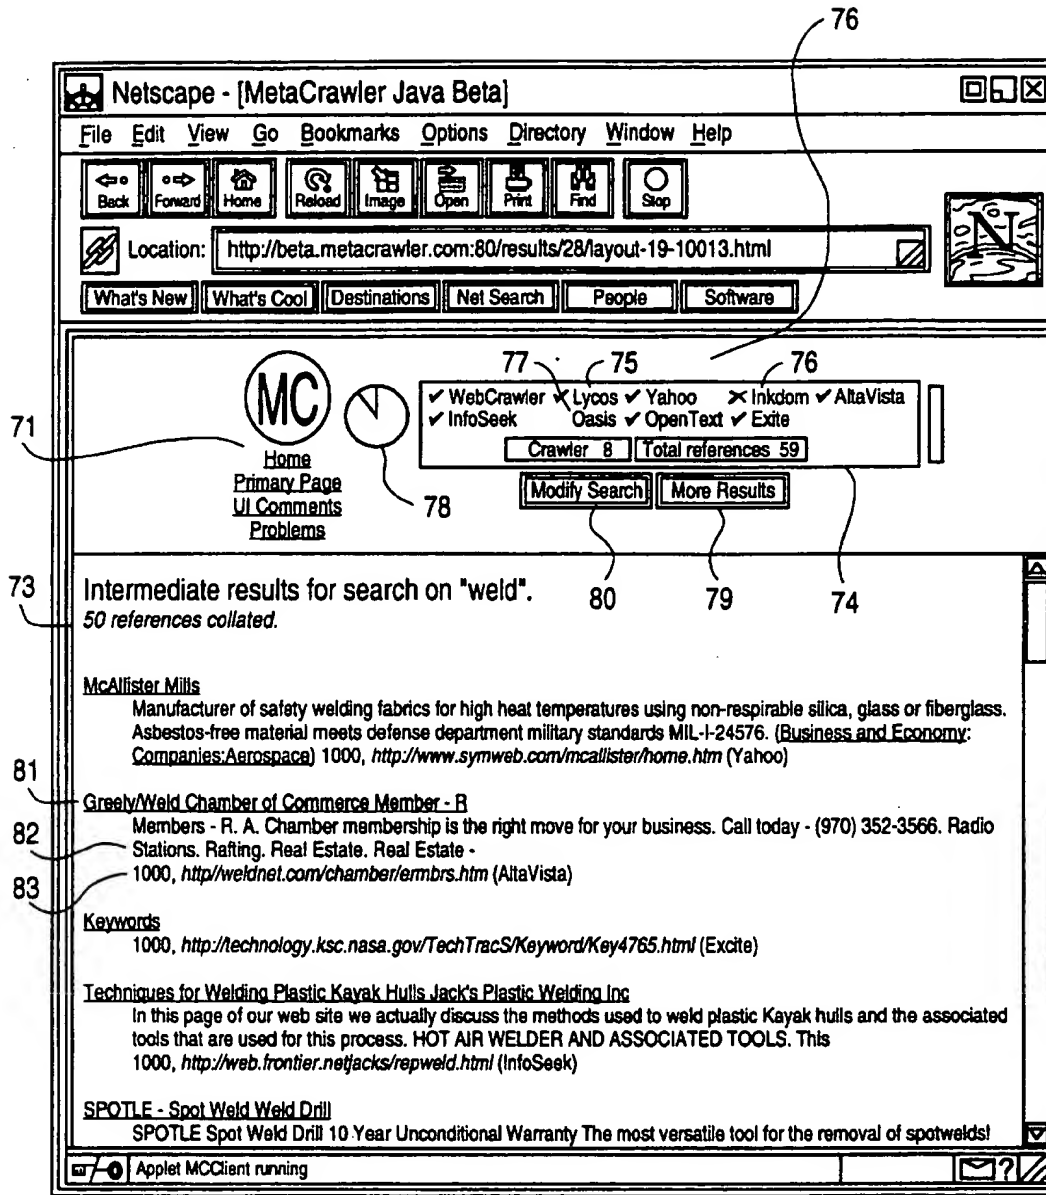 76
Netscape - [MetaCrawler Java Beta]
File Edit View Go Bookmarks Options Directory Window Help
Back Forward Home Reload Image Open Print Find Stop
N
Location: http://beta.metacrawler.com:80/results/28/layout-19-10013.html
What's New What's Cool Destinations Net Search People Software
77 75 76
MC
✔ WebCrawler ✔ Lycos ✔ Yahoo ✕ Inkdom ✔ AltaVista
✔ InfoSeek Oasis ✔ OpenText ✔ Exite
Crawler 8 Total references 59
71
Home
Primary Page
UI Comments
Problems
78
Modify Search More Results
80 79 74
73
Intermediate results for search on "weld".
50 references collated.
McAllister Mills
Manufacturer of safety welding fabrics for high heat temperatures using non-respirable silica, glass or fiberglass.
Asbestos-free material meets defense department military standards MIL-I-24576. (Business and Economy:
Companies:Aerospace) 1000, http://www.symweb.com/mcallister/home.htm (Yahoo)
81
Greely/Weld Chamber of Commerce Member - R
82
Members - R. A. Chamber membership is the right move for your business. Call today - (970) 352-3566. Radio
Stations. Rafting. Real Estate. Real Estate -
83
1000, http//weldnet.com/chamber/ermbrs.htm (AltaVista)
Keywords
1000, http://technology.ksc.nasa.gov/TechTracS/Keyword/Key4765.html (Excite)
Techniques for Welding Plastic Kayak Hulls Jack's Plastic Welding Inc
In this page of our web site we actually discuss the methods used to weld plastic Kayak hulls and the associated
tools that are used for this process. HOT AIR WELDER AND ASSOCIATED TOOLS. This
1000, http://web.frontier.netjacks/repweld.html (InfoSeek)
SPOTLE - Spot Weld Weld Drill
SPOTLE Spot Weld Drill 10 Year Unconditional Warranty The most versatile tool for the removal of spotwelds!
Applet MCClient running
?